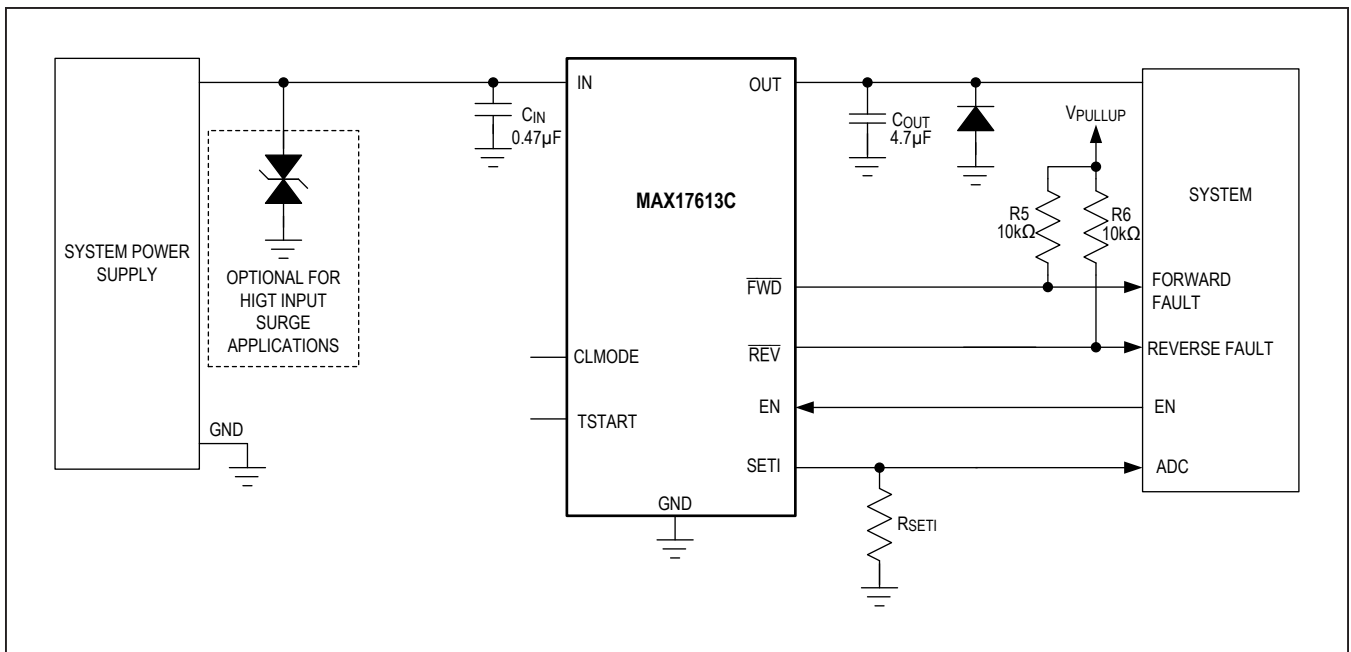 SYSTEM POWER
SUPPLY
GND
OPTIONAL FOR
HIGT INPUT
SURGE
APPLICATIONS
CIN
0.47µF
IN
OUT
MAX17613C
FWD
REV
CLMODE
EN
TSTART
SETI
GND
COUT
4.7µF
VPULLUP
R5
10kΩ
R6
10kΩ
RSETI
SYSTEM
FORWARD
FAULT
REVERSE FAULT
EN
ADC